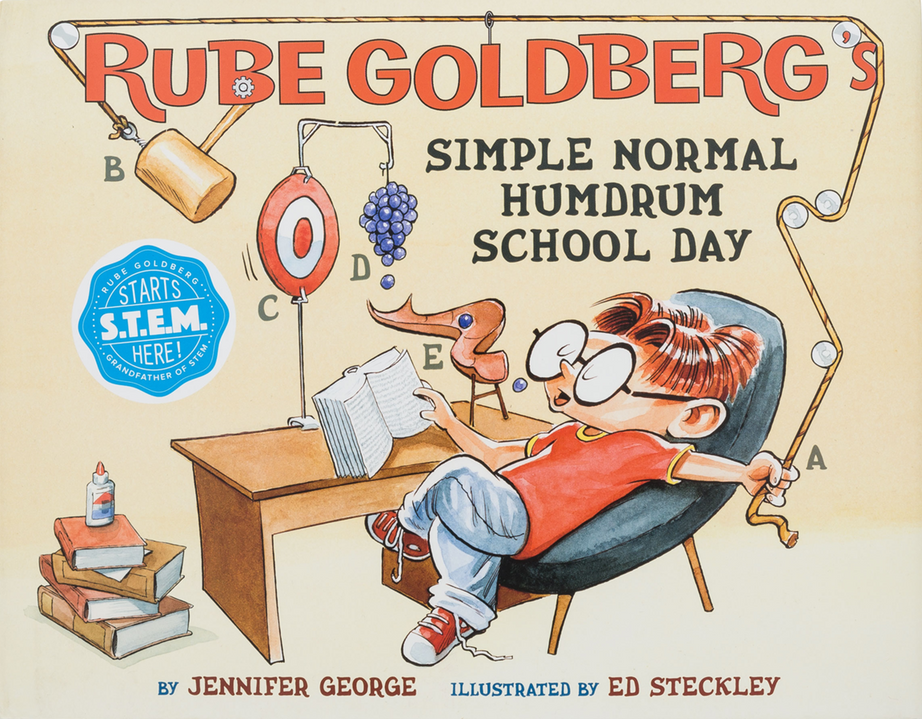 RUBE GOLDBERG'S
SIMPLE NORMAL
HUMDRUM
SCHOOL DAY
B
D
C
E
A
RUBE GOLDBERG
STARTS
S.T.E.M.
HERE!
GRANDFATHER OF STEM
BY JENNIFER GEORGE ILLUSTRATED BY ED STECKLEY